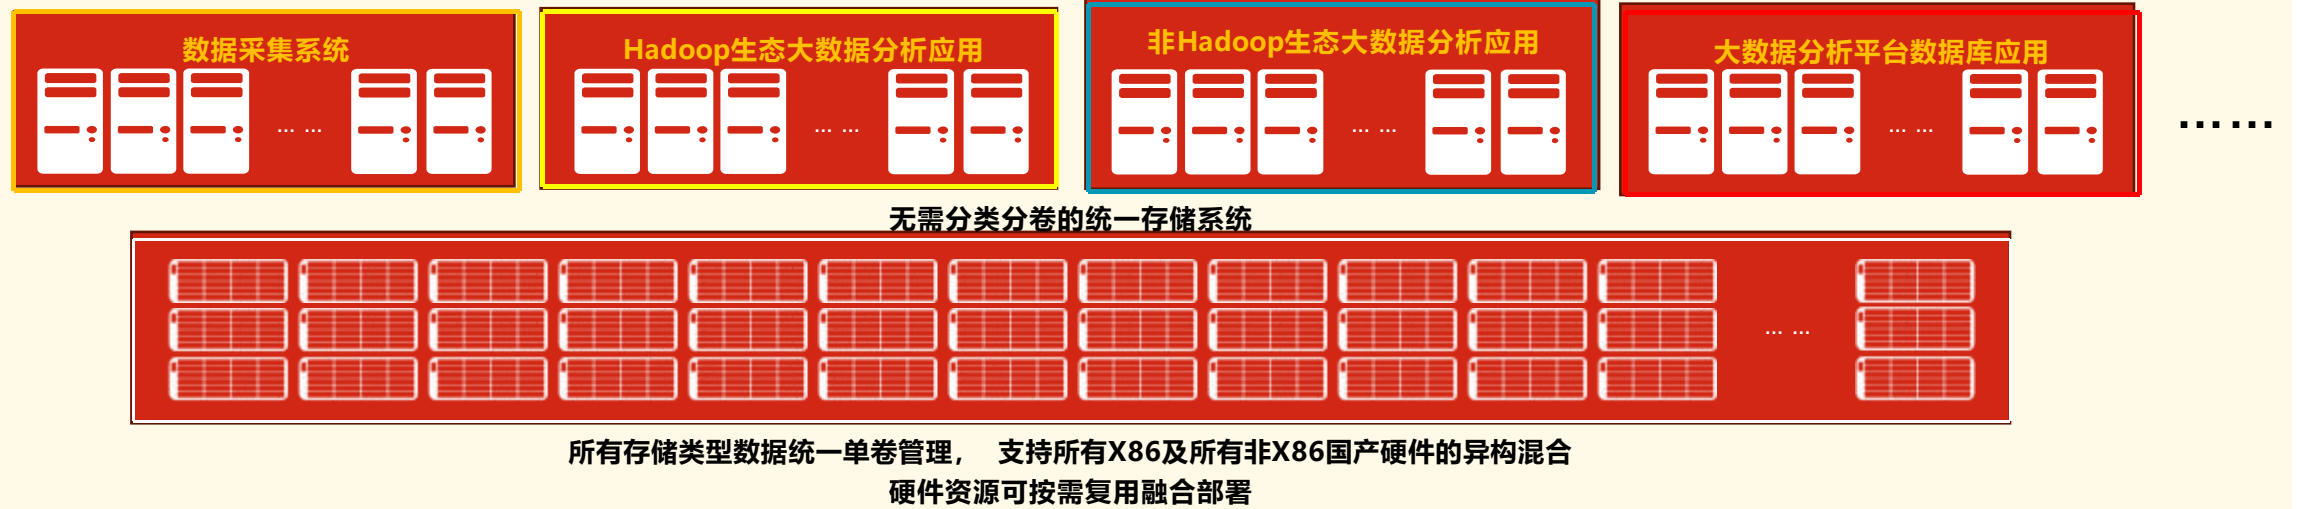 数据采集系统
Hadoop生态大数据分析应用
非Hadoop生态大数据分析应用
大数据分析平台数据库应用
... ...
... ...
... ...
... ...
……
无需分类分卷的统一存储系统
... ...
所有存储类型数据统一单卷管理， 支持所有X86及所有非X86国产硬件的异构混合
硬件资源可按需复用融合部署